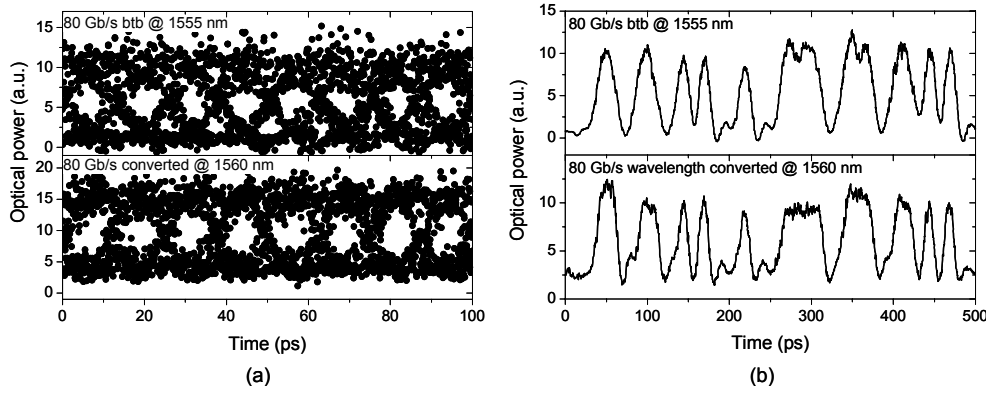 80 Gb/s btb @ 1555 nm
15
10
5
0
80 Gb/s converted @ 1560 nm
20
15
10
5
0
Optical power (a.u.)
0 20 40 60 80 100
Time (ps)
(a)
80 Gb/s btb @ 1555 nm
15
10
5
0
80 Gb/s wavelength converted @ 1560 nm
10
5
0
Optical power (a.u.)
0 100 200 300 400 500
Time (ps)
(b)